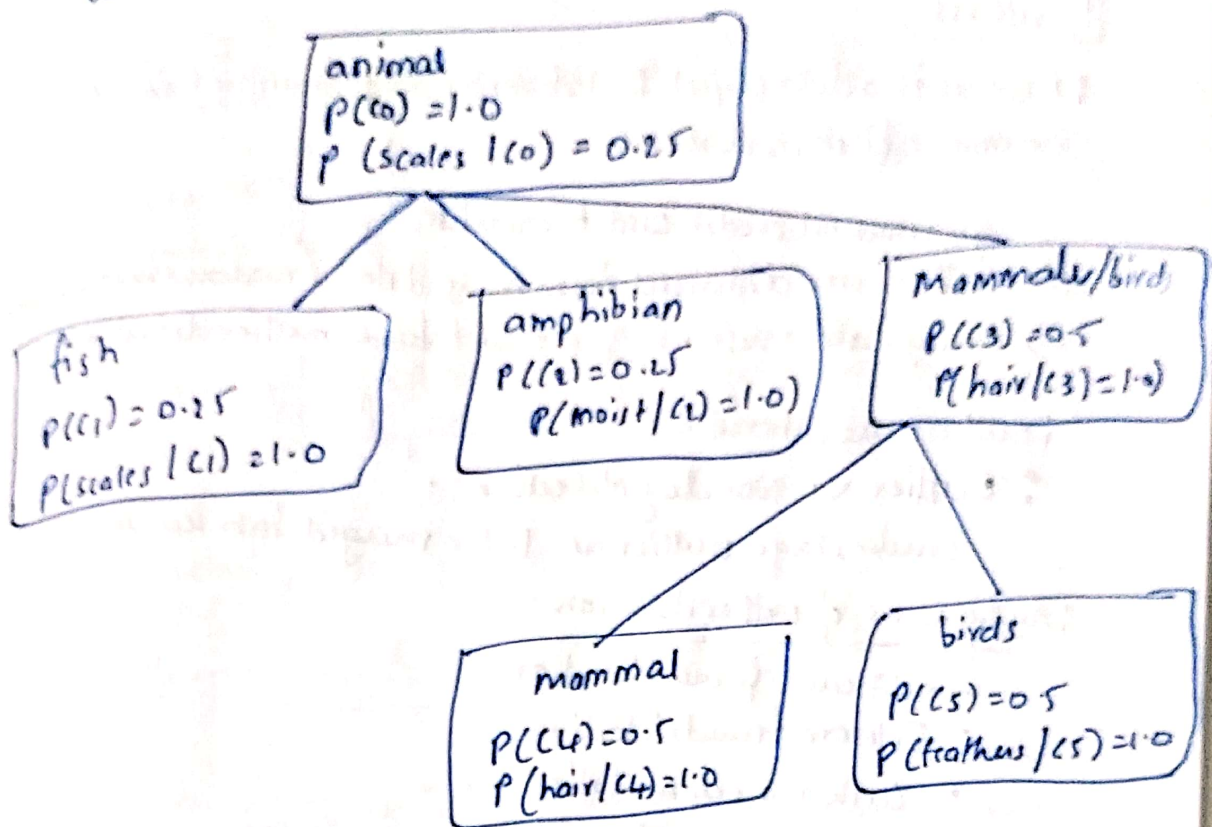 animal
P(C0) = 1.0
P (scales | C0) = 0.25
fish
P(C1) = 0.25
P(scales / C1) = 1.0
amphibian
P(C2) = 0.25
P(moist / C2) = 1.0)
Mammals/birds
P(C3) = 0.5
P(hair / C3) = 1.0)
mammal
P(C4) = 0.5
P(hair / C4) = 1.0
birds
P(C5) = 0.5
P(feathers / C5) = 1.0